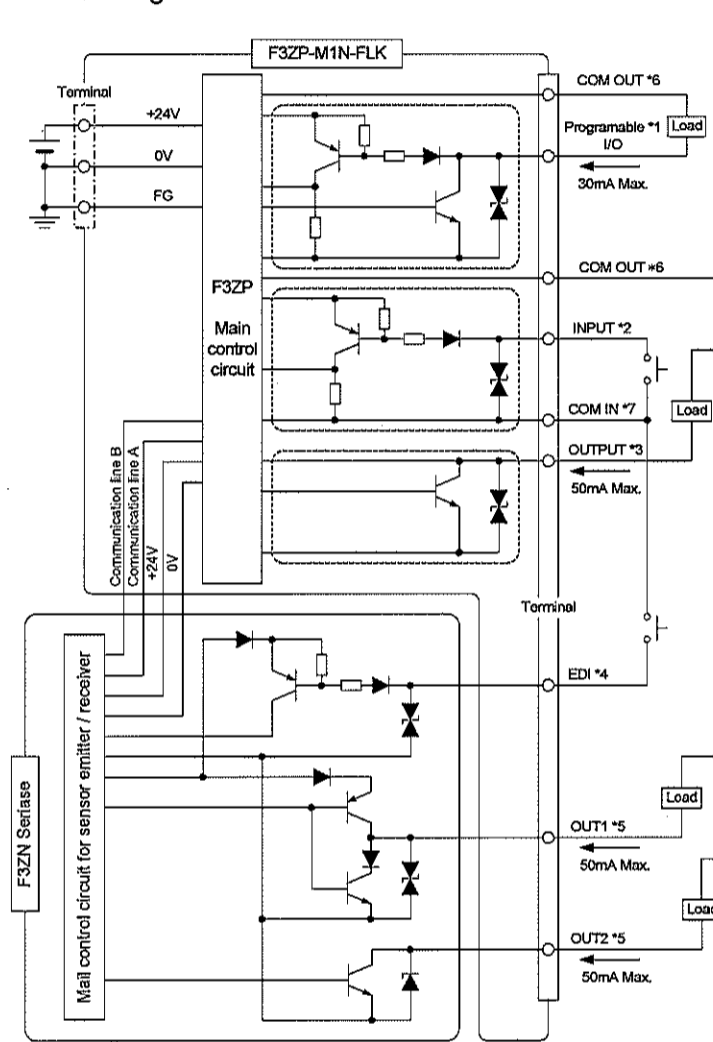 F3ZP-M1N-FLK
Terminal
+24V
0V
FG
F3ZP
Main
control
circuit
COM OUT *6
Programable *1
I/O
Load
30mA Max.
COM OUT *6
INPUT *2
COM IN *7
Load
OUTPUT *3
50mA Max.
Communication line B
Communication line A
+24V
0V
Terminal
F3ZN Seriase
Mail control circuit for sensor emitter / receiver
EDI *4
Load
OUT1 *5
50mA Max.
Load
OUT2 *5
50mA Max.